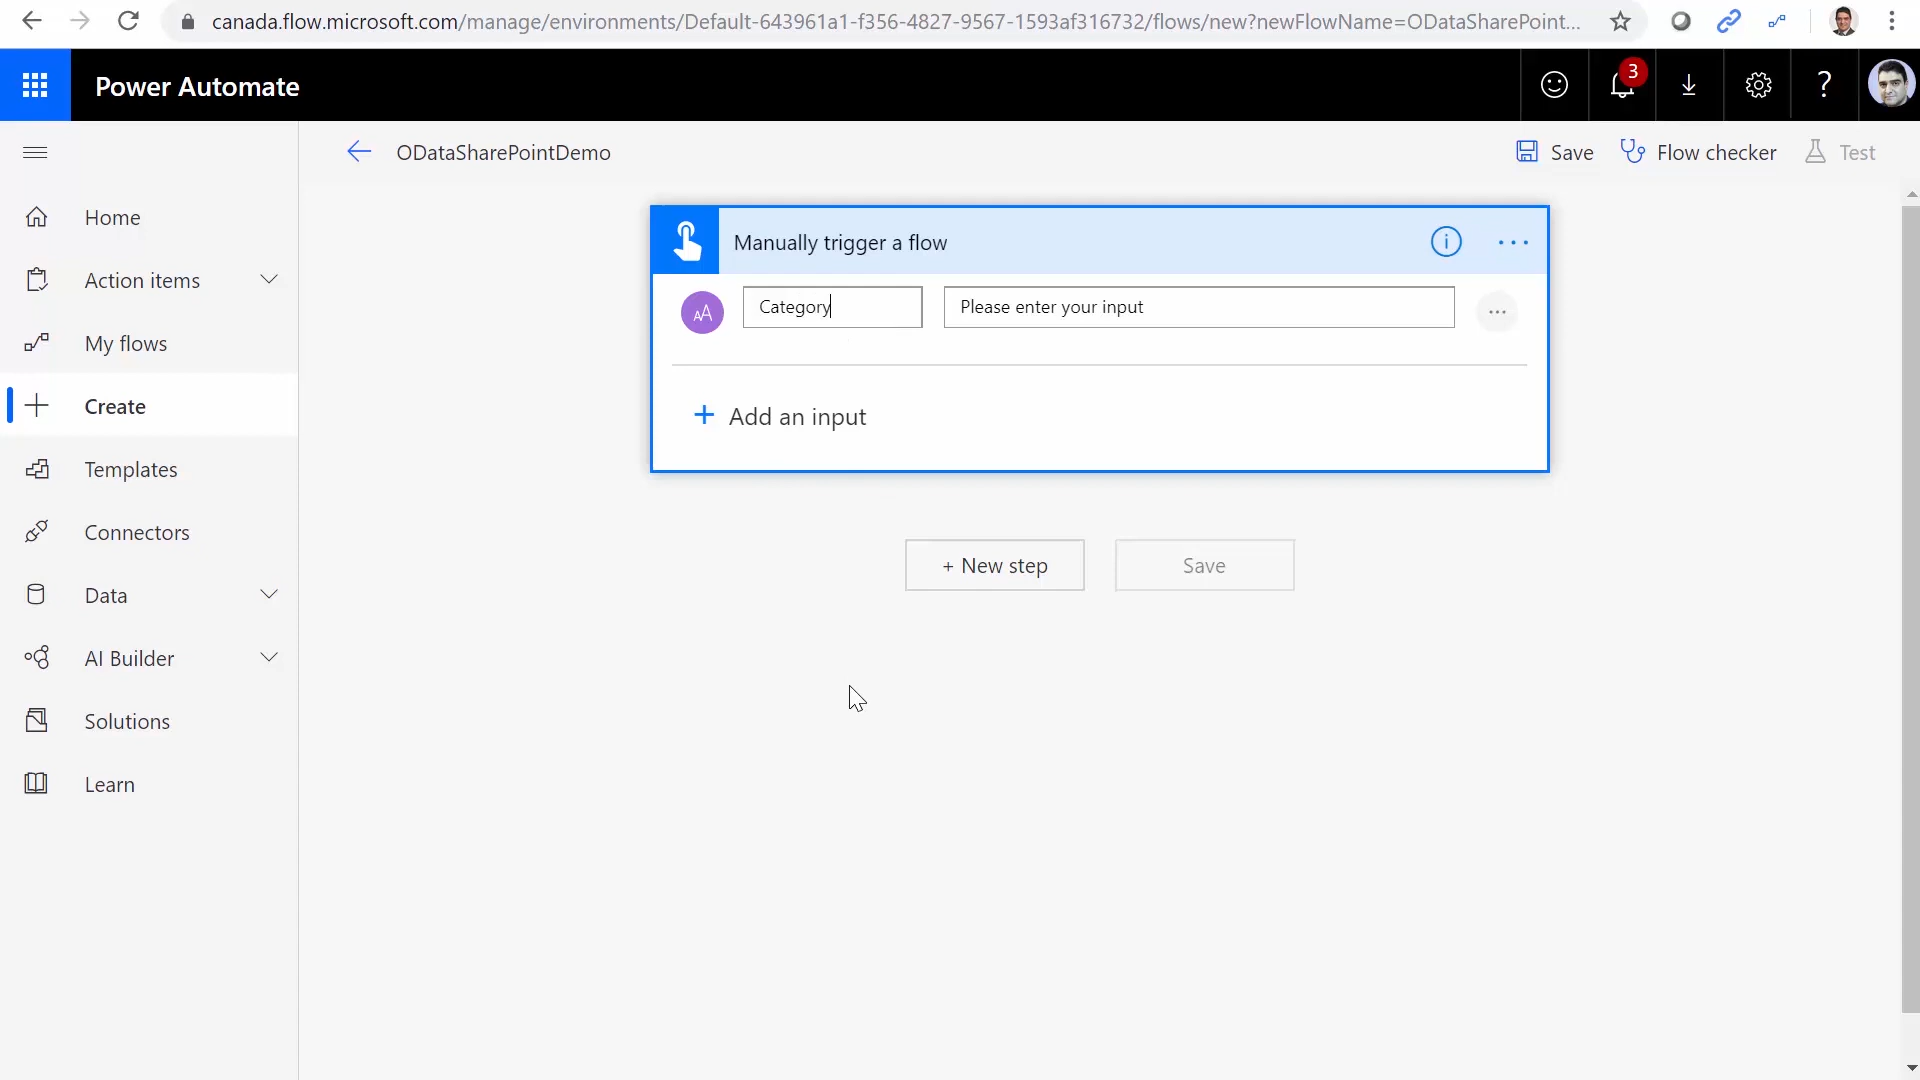 canada.flow.microsoft.com/manage/environments/Default-643961a1-f356-4827-9567-1593af316732/flows/new?newFlowName=ODataSharePoint...
Power Automate
3
?
ODataSharePointDemo
Save
Flow checker
Test
Home
Action items
My flows
Create
Templates
Connectors
Data
AI Builder
Solutions
Learn
Manually trigger a flow
AA
Category
Please enter your input
+ Add an input
+ New step
Save